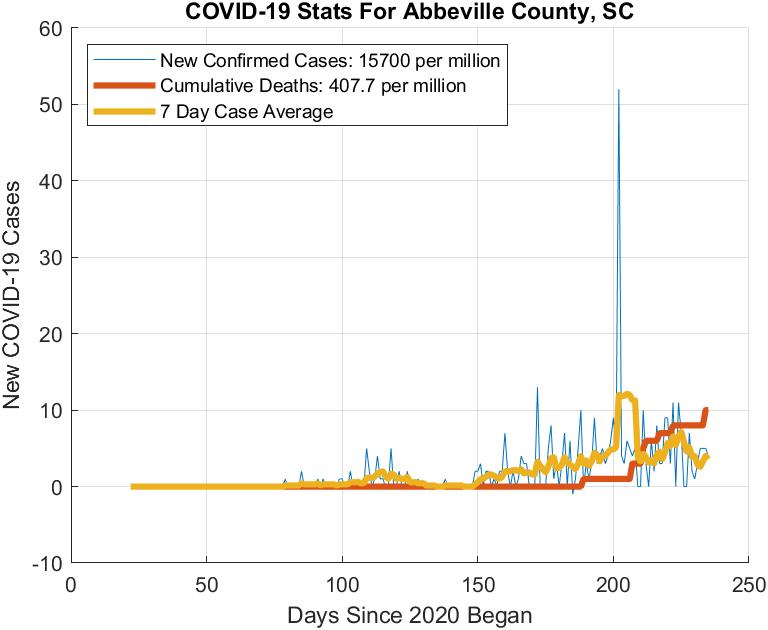 COVID-19 Stats For Abbeville County, SC
60
50
40
30
20
10
0
-10
New COVID-19 Cases
New Confirmed Cases: 15700 per million
Cumulative Deaths: 407.7 per million
7 Day Case Average
0
50
100
150
200
250
Days Since 2020 Began